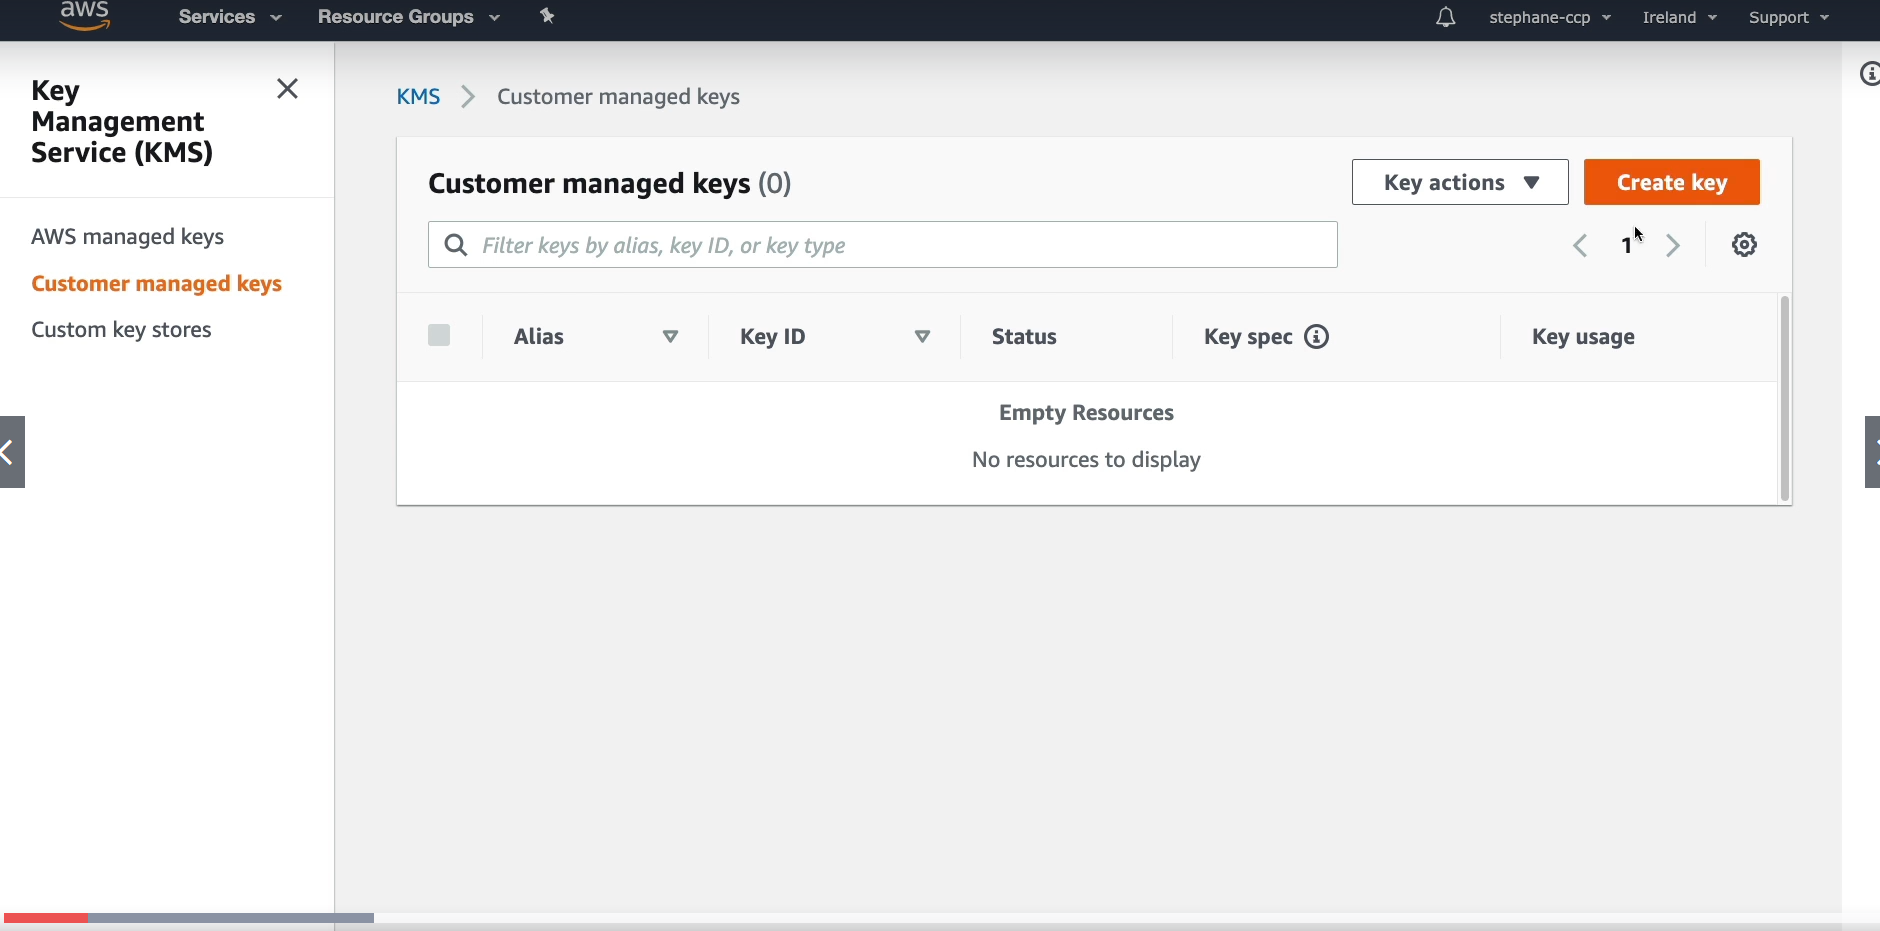 aws
Services
Resource Groups
stephane-ccp
Ireland
Support
Key
Management
Service (KMS)
AWS managed keys
Customer managed keys
Custom key stores
KMS
Customer managed keys
Customer managed keys (0)
Key actions
Create key
Filter keys by alias, key ID, or key type
1
Alias
Key ID
Status
Key spec
Key usage
Empty Resources
No resources to display